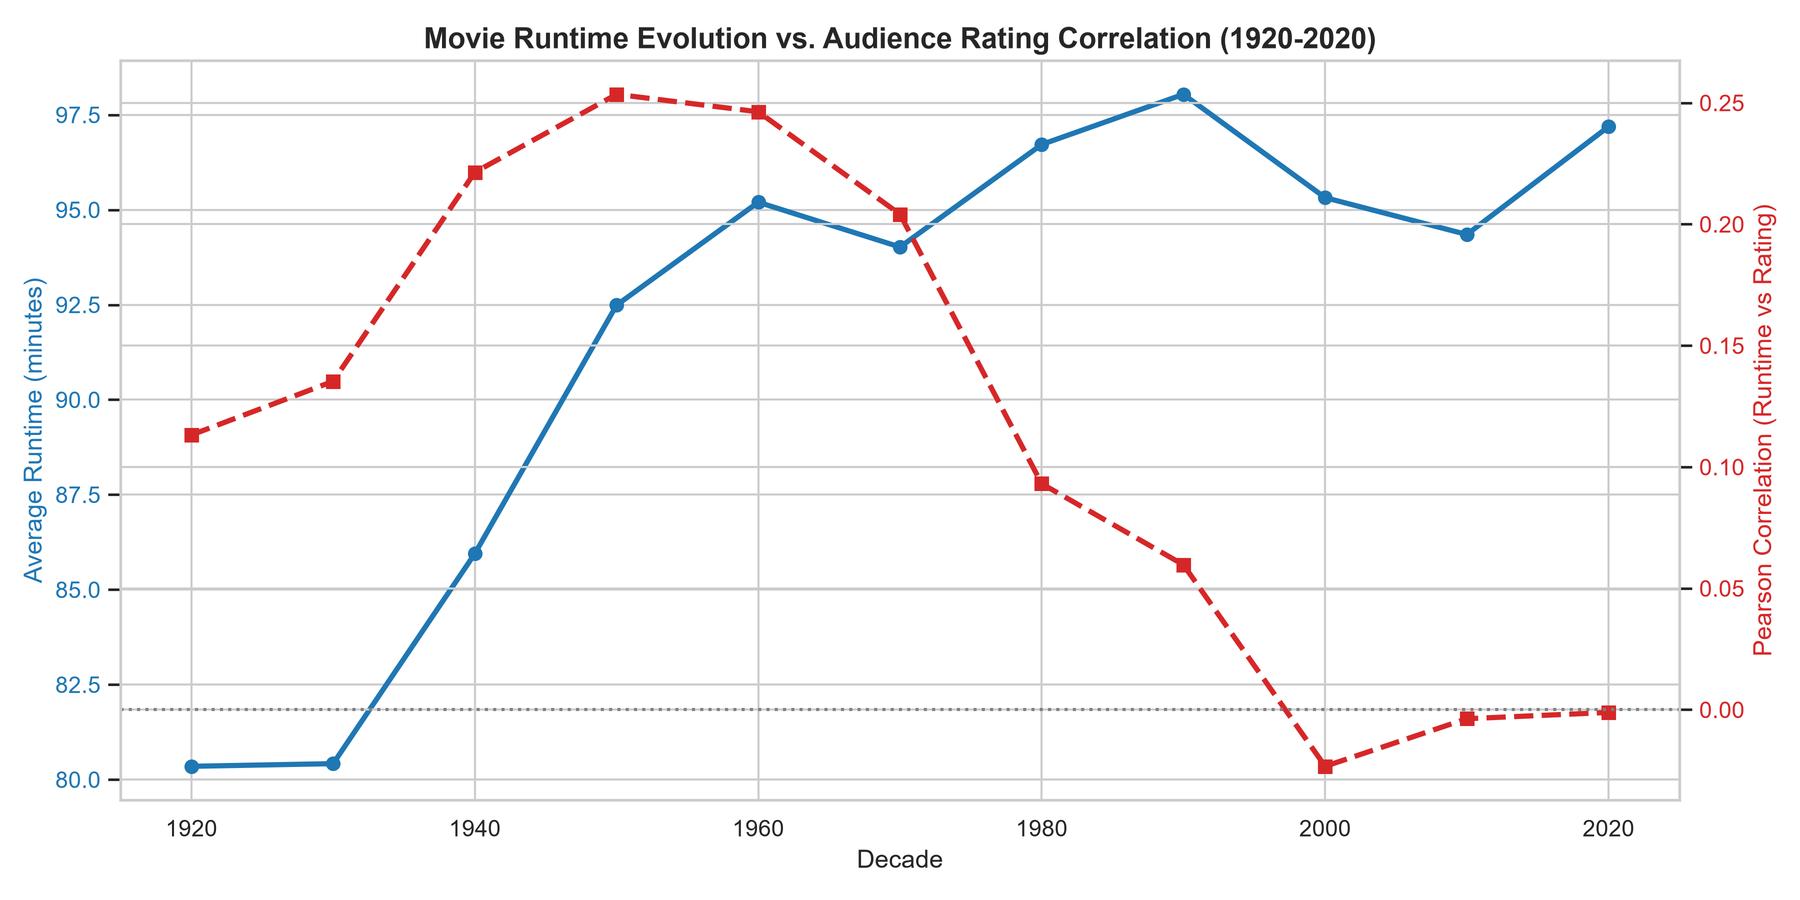 Movie Runtime Evolution vs. Audience Rating Correlation (1920-2020)
Average Runtime (minutes)
97.5
95.0
92.5
90.0
87.5
85.0
82.5
80.0
0.25
0.20
0.15
0.10
0.05
0.00
Pearson Correlation (Runtime vs Rating)
1920 1940 1960 1980 2000 2020
Decade